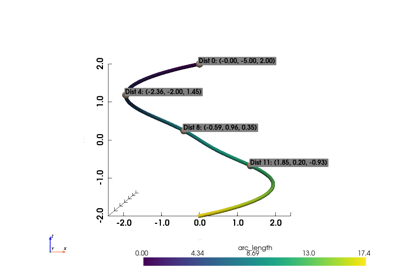 2.0
Dist 0: (-0.00, -5.00, 2.00)
Dist 4: (-2.36, -2.00, 1.45)
1.0
Dist 8: (-0.59, 0.96, 0.35)
0.0
Dist 11: (1.85, 0.20, -0.93)
-1.0
-2.0
-2.0 -1.0 0.0 1.0 2.0
Z
Y X
arc_length
0.00 4.34 8.69 13.0 17.4